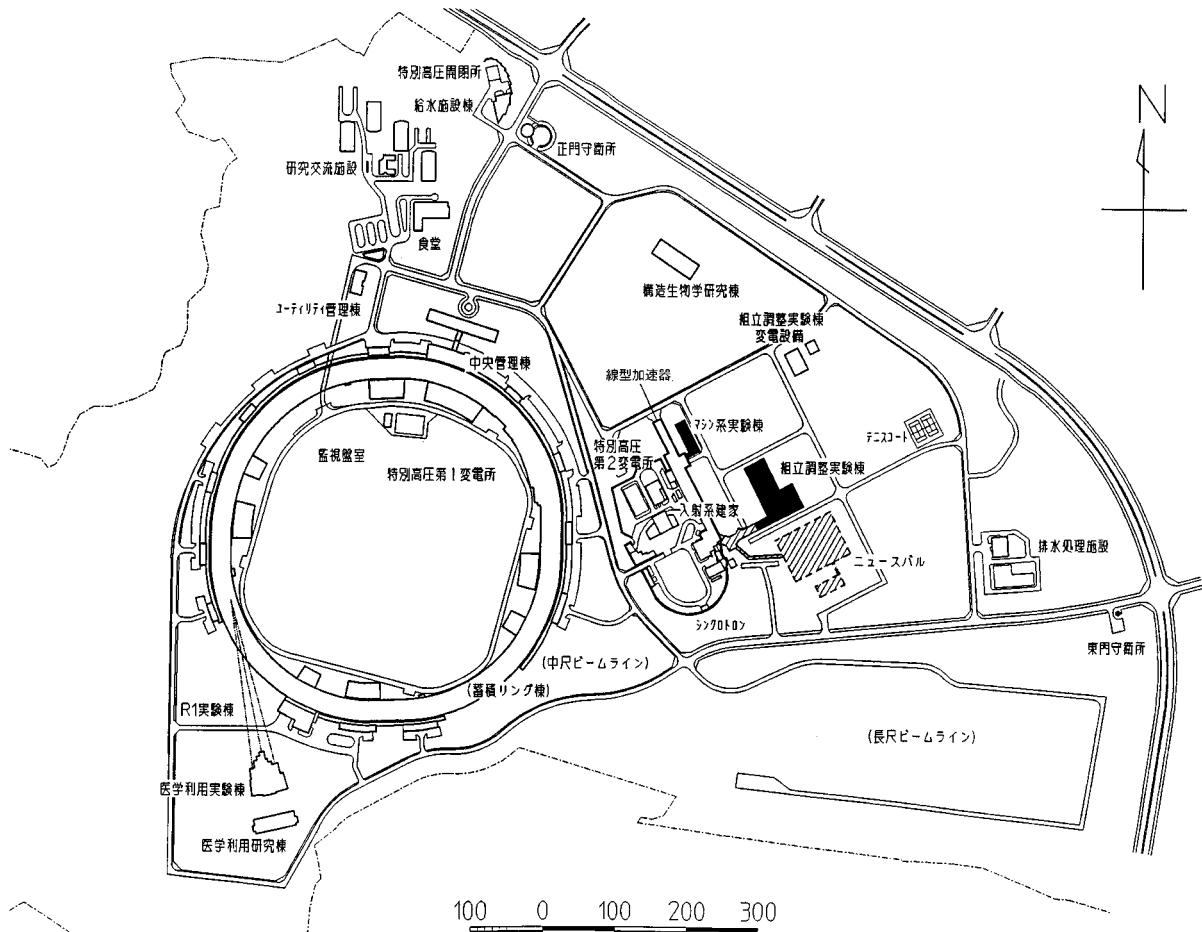 特別高圧開閉所
給水施設棟
N
正門守衛所
研究交流施設
食堂
構造生物学研究棟
ユーティリティ管理棟
組立調整実験棟
変電設備
中央管理棟
線型加速器
マシン系実験棟
テニスコート
特別高圧
第2変電所
監視盤室
特別高圧第1変電所
組立調整実験棟
入射系建家
排水処理施設
ニュースバル
シンクロトロン
東門守衛所
(中尺ビームライン)
(蓄積リング棟)
R1実験棟
(長尺ビームライン)
医学利用実験棟
医学利用研究棟
100 0 100 200 300